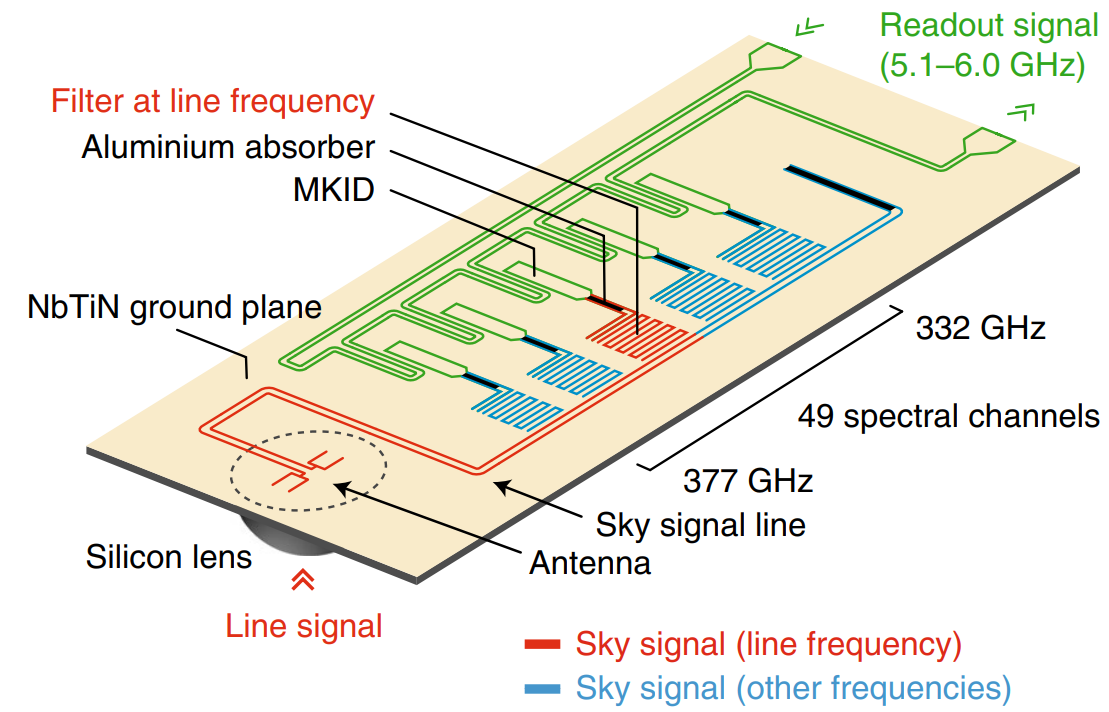 Readout signal
(5.1–6.0 GHz)
Filter at line frequency
Aluminium absorber
MKID
NbTiN ground plane
332 GHz
49 spectral channels
377 GHz
Sky signal line
Silicon lens
Antenna
Line signal
Sky signal (line frequency)
Sky signal (other frequencies)